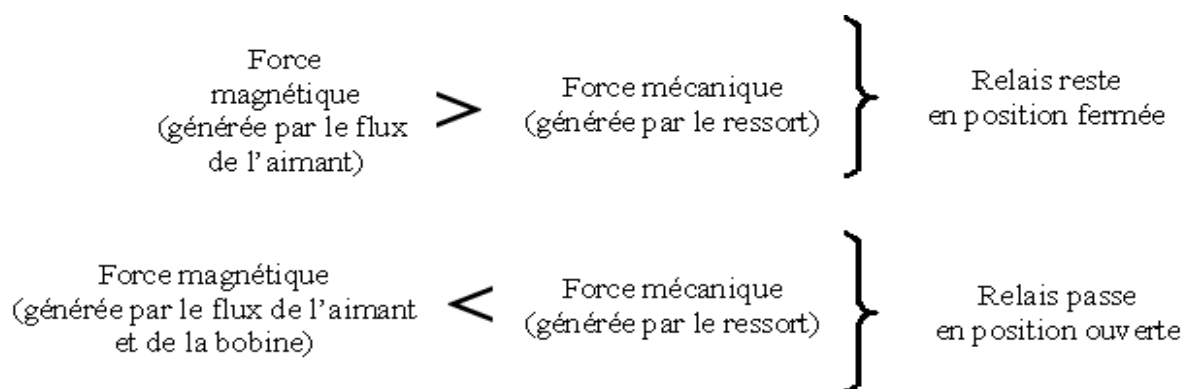 Force
magnétique
(générée par le flux
de l'aimant)
>
Force mécanique
(générée par le ressort)
Relais reste
en position fermée
Force magnétique
(générée par le flux de l'aimant
et de la bobine)
<
Force mécanique
(générée par le ressort)
Relais passe
en position ouverte